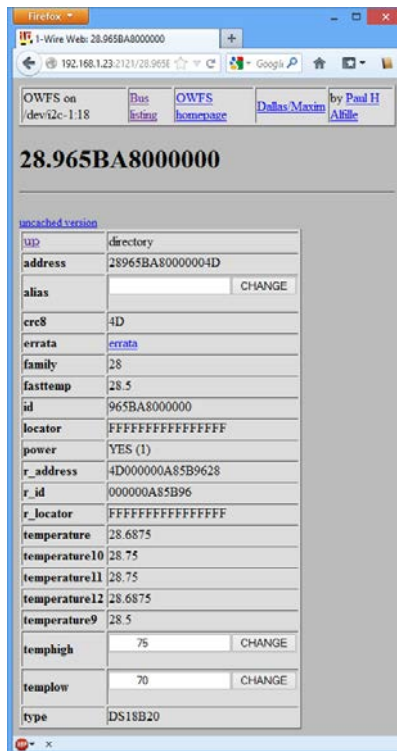 Firefox
1-Wire Web: 28.965BA8000000
192.168.1.23:2121/28.965E
Google
OWFS on /dev/i2c-1:18
Bus listing
OWFS homepage
Dallas/Maxim
by Paul H Alfille
28.965BA8000000
uncached version
up directory
address 28965BA80000004D
alias CHANGE
crc8 4D
errata errata
family 28
fasttemp 28.5
id 965BA8000000
locator FFFFFFFFFFFFFFFF
power YES (1)
r_address 4D000000A85B9628
r_id 000000A85B96
r_locator FFFFFFFFFFFFFFFF
temperature 28.6875
temperature10 28.75
temperature11 28.75
temperature12 28.6875
temperature9 28.5
temphigh 75 CHANGE
templow 70 CHANGE
type DS18B20
x